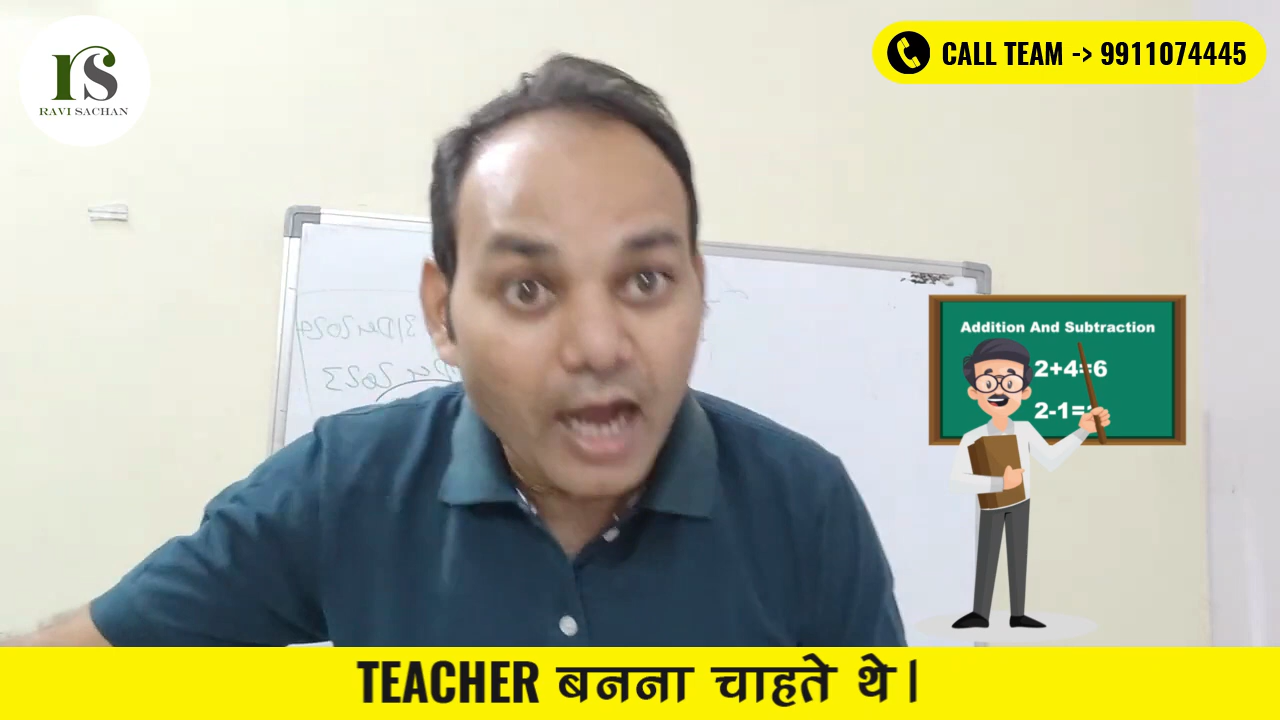 rs
RAVI SACHAN
CALL TEAM -> 9911074445
Addition And Subtraction
2+4=6
2-1=
TEACHER बनना चाहते थे।